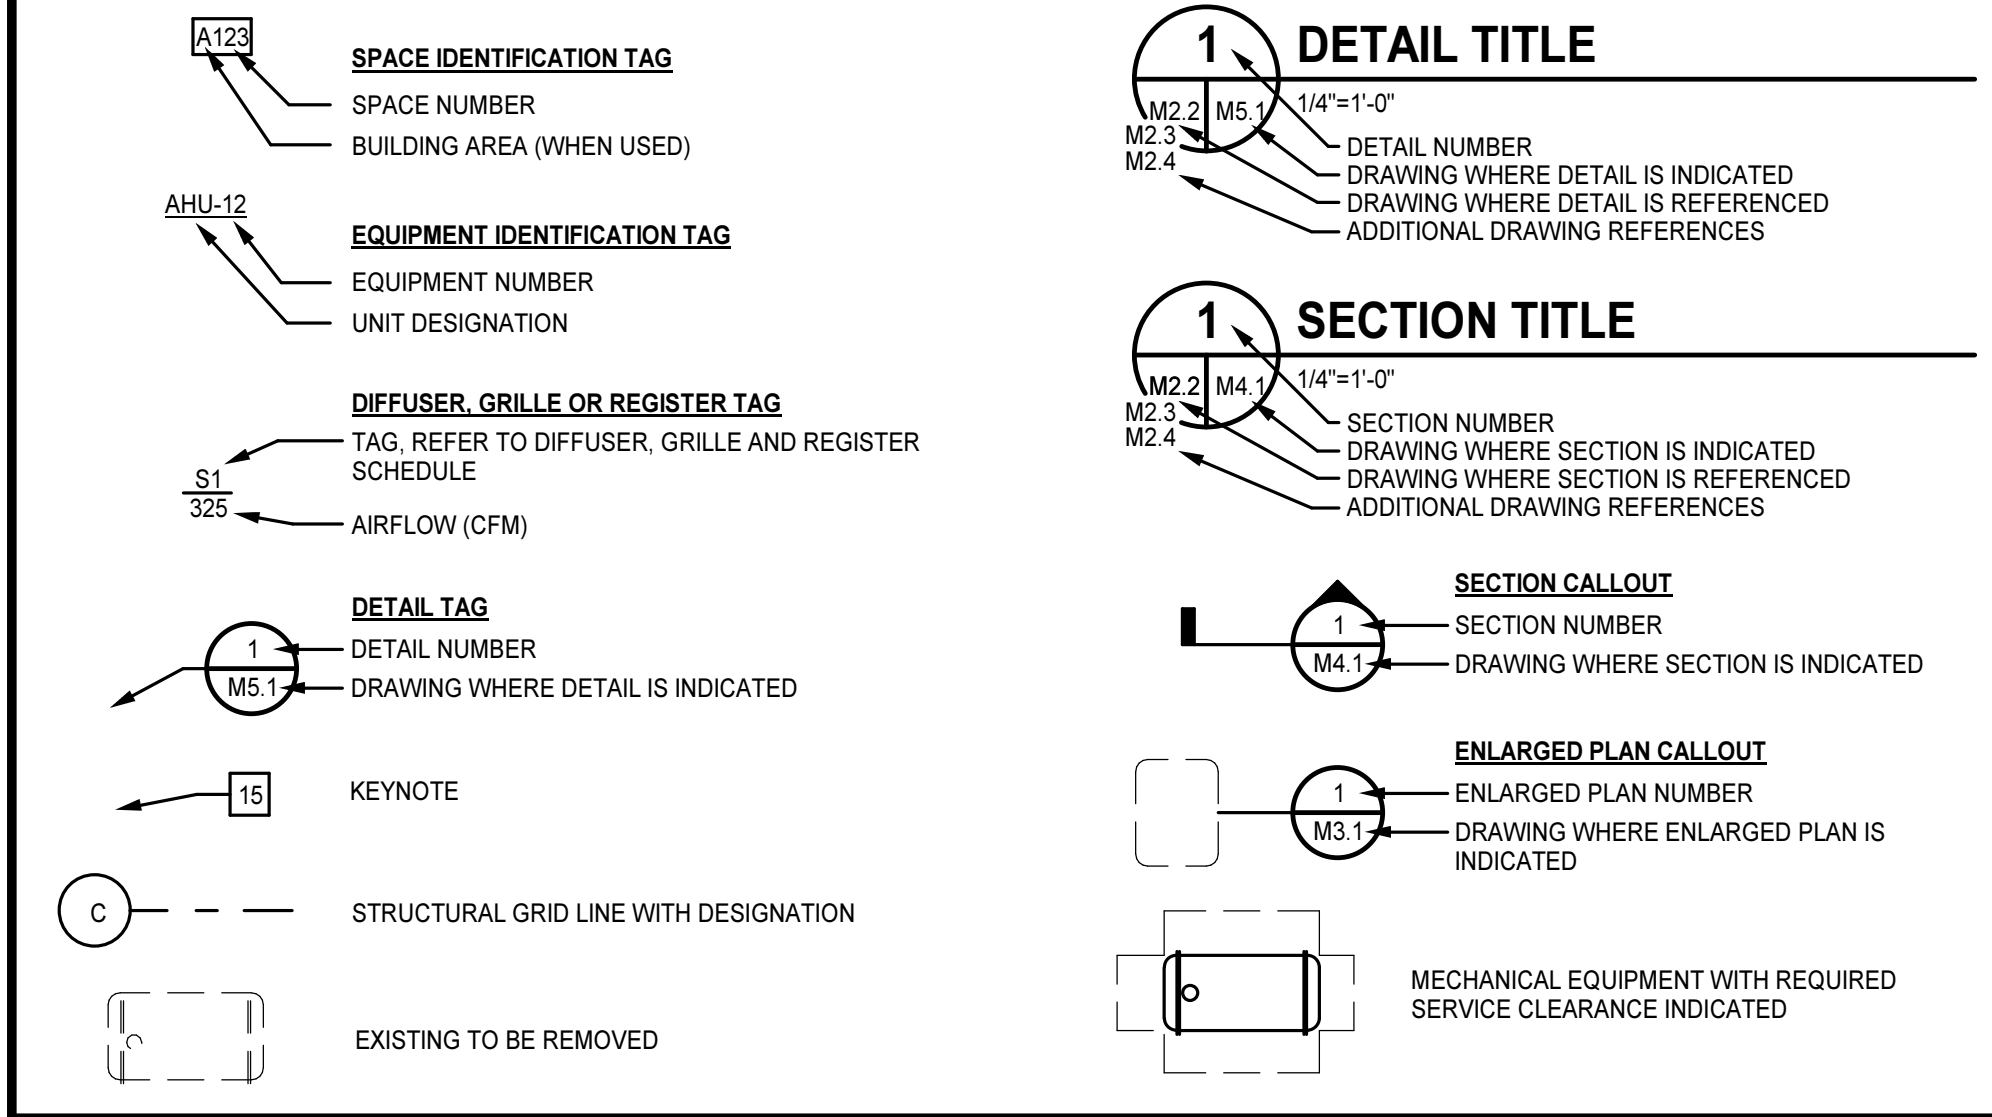 A123
SPACE IDENTIFICATION TAG
SPACE NUMBER
BUILDING AREA (WHEN USED)
AHU-12
EQUIPMENT IDENTIFICATION TAG
EQUIPMENT NUMBER
UNIT DESIGNATION
DIFFUSER, GRILLE OR REGISTER TAG
TAG, REFER TO DIFFUSER, GRILLE AND REGISTER
SCHEDULE
S1
325
AIRFLOW (CFM)
DETAIL TAG
1
DETAIL NUMBER
M5.1
DRAWING WHERE DETAIL IS INDICATED
15
KEYNOTE
C
STRUCTURAL GRID LINE WITH DESIGNATION
EXISTING TO BE REMOVED
1
DETAIL TITLE
1/4"=1'-0"
M2.2
M5.1
M2.3
M2.4
DETAIL NUMBER
DRAWING WHERE DETAIL IS INDICATED
DRAWING WHERE DETAIL IS REFERENCED
ADDITIONAL DRAWING REFERENCES
1
SECTION TITLE
1/4"=1'-0"
M2.2
M4.1
M2.3
M2.4
SECTION NUMBER
DRAWING WHERE SECTION IS INDICATED
DRAWING WHERE SECTION IS REFERENCED
ADDITIONAL DRAWING REFERENCES
SECTION CALLOUT
1
SECTION NUMBER
M4.1
DRAWING WHERE SECTION IS INDICATED
ENLARGED PLAN CALLOUT
1
ENLARGED PLAN NUMBER
M3.1
DRAWING WHERE ENLARGED PLAN IS
INDICATED
MECHANICAL EQUIPMENT WITH REQUIRED
SERVICE CLEARANCE INDICATED